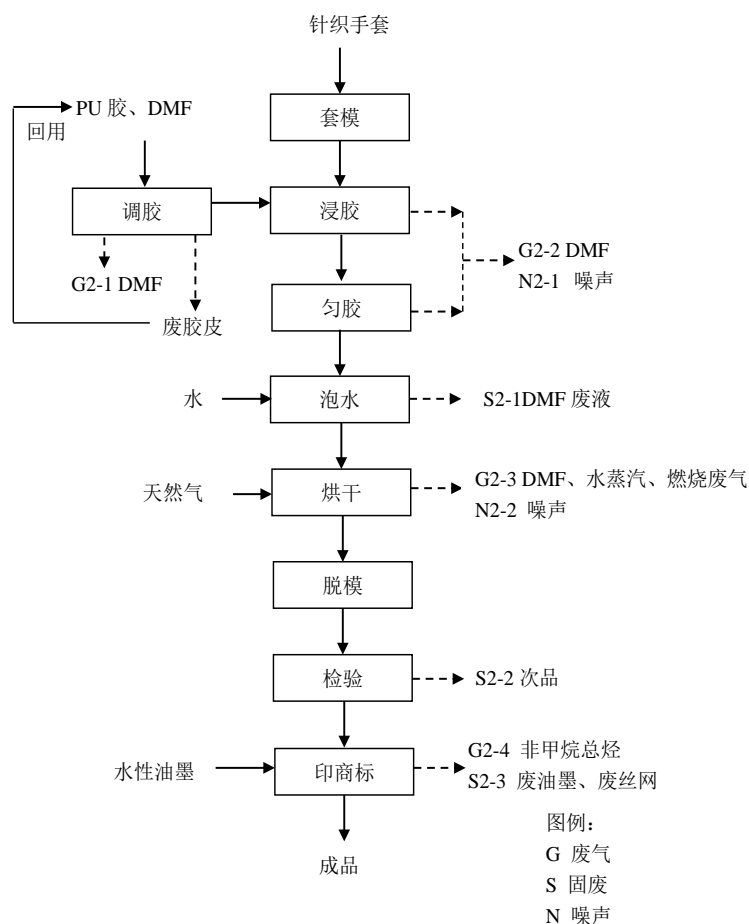 针织手套
PU 胶、DMF
回用
套模
调胶
浸胶
G2-1 DMF
G2-2 DMF
N2-1 噪声
废胶皮
匀胶
水
泡水
S2-1DMF 废液
天然气
烘干
G2-3 DMF、水蒸汽、燃烧废气
N2-2 噪声
脱模
检验
S2-2 次品
水性油墨
印商标
G2-4 非甲烷总烃
S2-3 废油墨、废丝网
成品
图例：
G 废气
S 固废
N 噪声